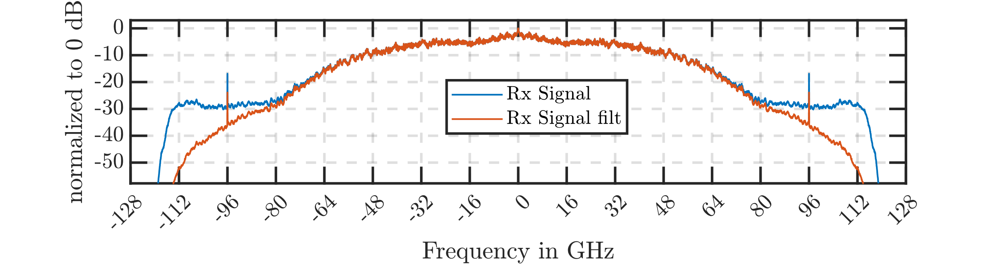 normalized to 0 dB
0
-10
-20
-30
-40
-50
Rx Signal
Rx Signal filt
-128 -112 -96 -80 -64 -48 -32 -16 0 16 32 48 64 80 96 112 128
Frequency in GHz